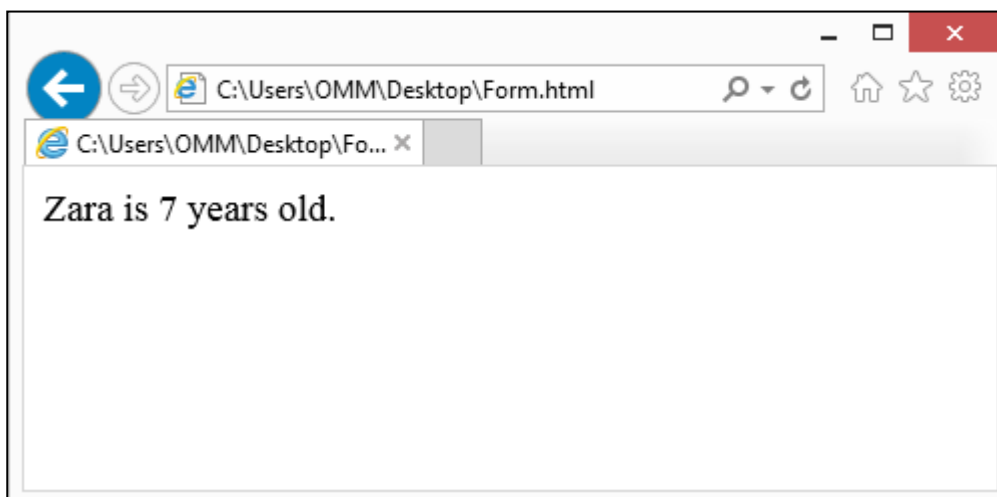 C:\Users\OMM\Desktop\Form.html
C:\Users\OMM\Desktop\Fo...
Zara is 7 years old.